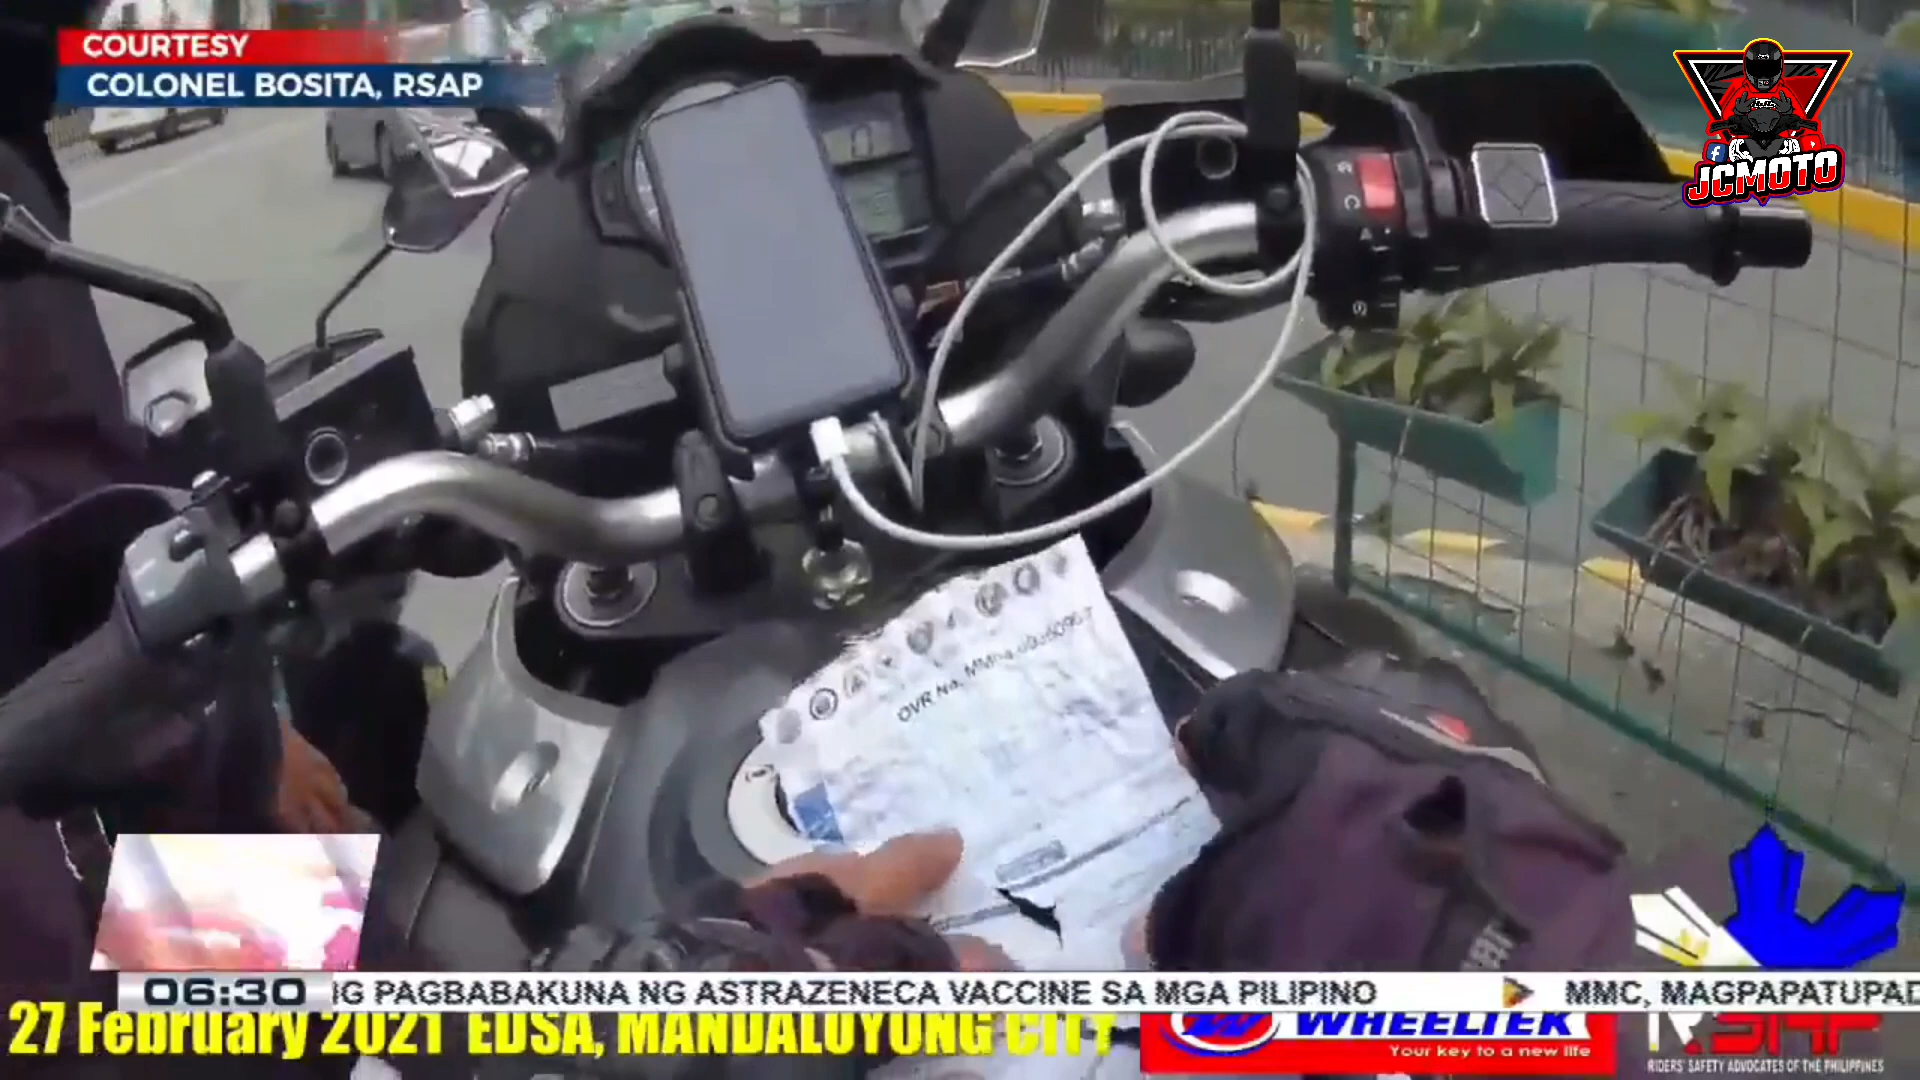 COURTESY
COLONEL BOSITA, RSAP
JCMOTO
OVR No.
06:30
IG PAGBABAKUNA NG ASTRAZENECA VACCINE SA MGA PILIPINO
MMC, MAGPAPATUPAD
27 February 2021 EDSA, MANDALUYONG CITY
WHEELTEK
Your key to a new life
RIDERS' SAFETY ADVOCATES OF THE PHILIPPINES